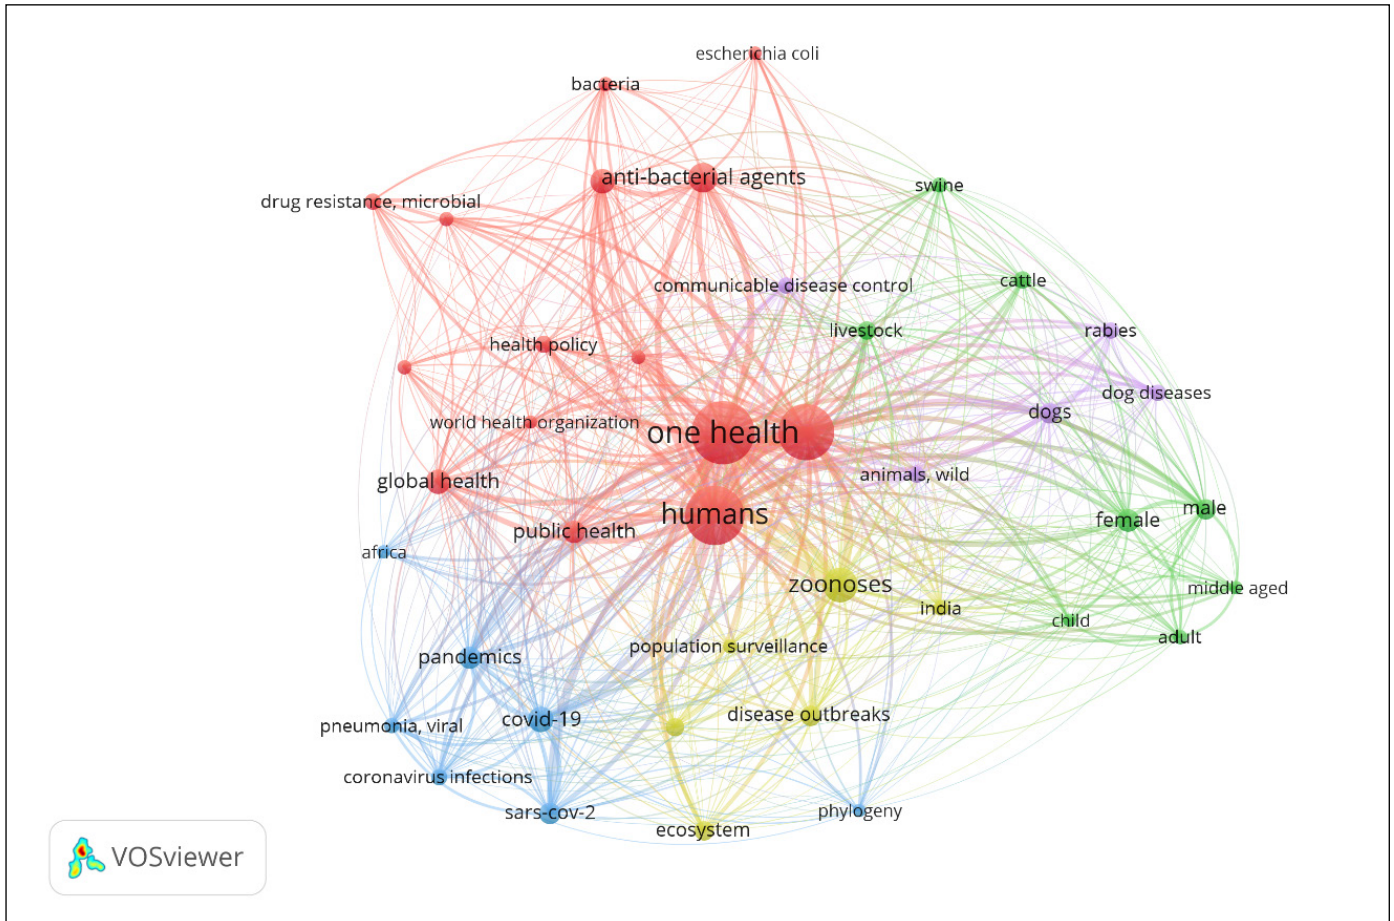 escherichia coli
bacteria
anti-bacterial agents
swine
drug resistance, microbial
cattle
communicable disease control
livestock
rabies
health policy
dog diseases
dogs
world health organization
one health
animals, wild
global health
humans
male
female
public health
africa
zoonoses
middle aged
india
child
adult
population surveillance
pandemics
disease outbreaks
covid-19
pneumonia, viral
coronavirus infections
sars-cov-2
phylogeny
ecosystem
VOSviewer